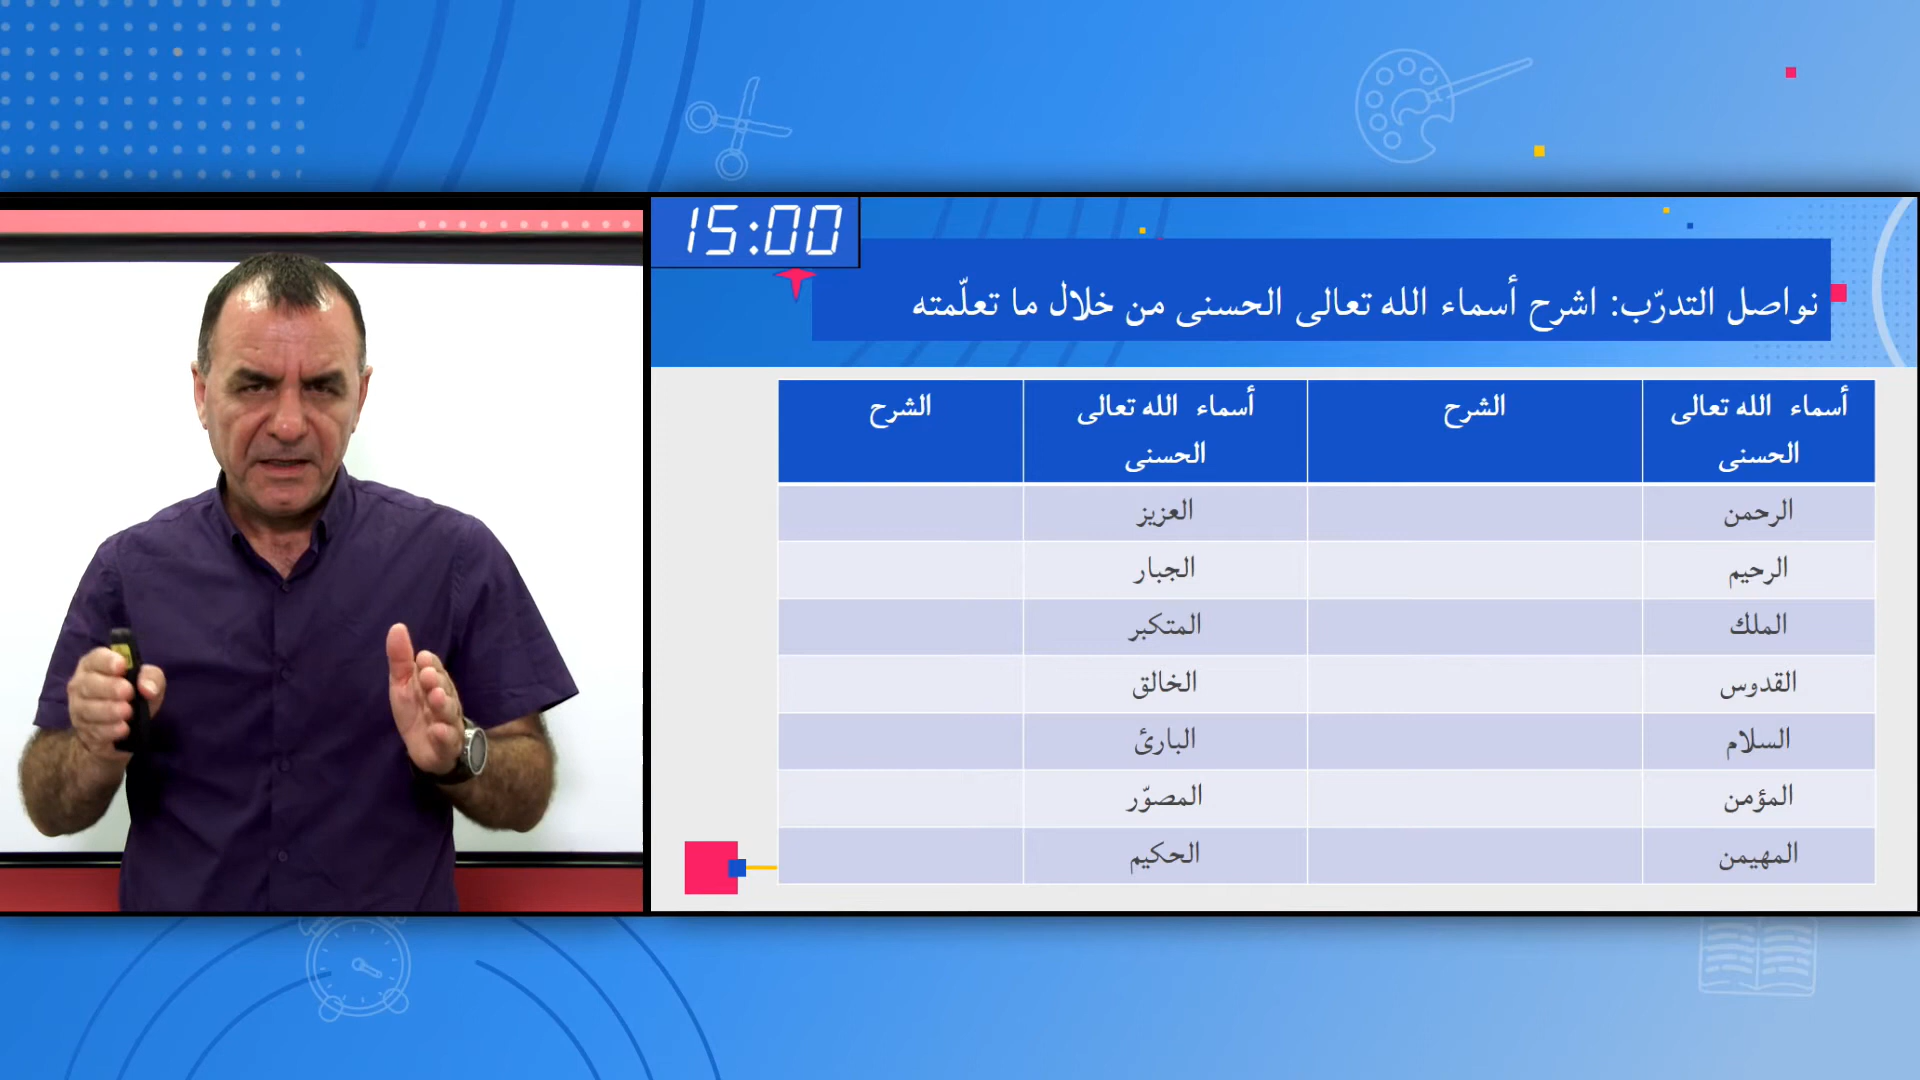 15:00
نواصل التدرّب: اشرح أسماء الله تعالى الحسنى من خلال ما تعلّمته
أسماء الله تعالى الحسنى
الشرح
أسماء الله تعالى الحسنى
الشرح
الرحمن
العزيز
الرحيم
الجبار
الملك
المتكبر
القدوس
الخالق
السلام
البارئ
المؤمن
المصوّر
المهيمن
الحكيم